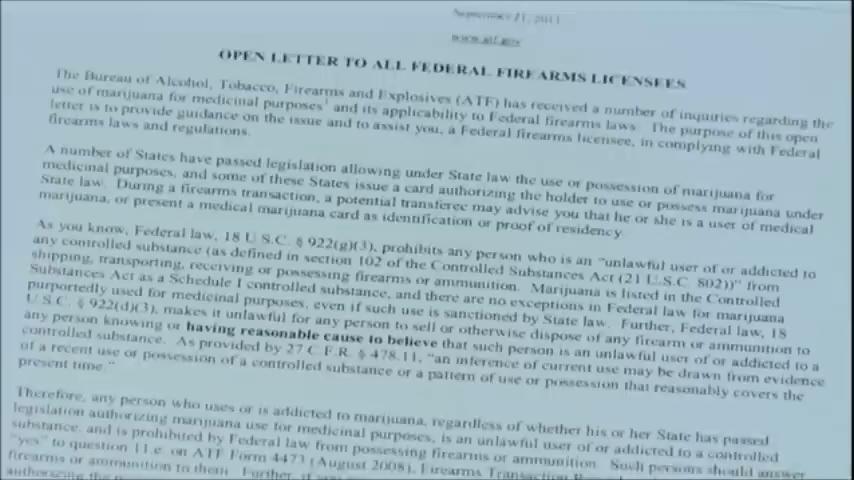 September 21, 2011
www.atf.gov
OPEN LETTER TO ALL FEDERAL FIREARMS LICENSEES
The Bureau of Alcohol, Tobacco, Firearms and Explosives (ATF) has received a number of inquiries regarding the
use of marijuana for medicinal purposes¹ and its applicability to Federal firearms laws. The purpose of this open
letter is to provide guidance on the issue and to assist you, a Federal firearms licensee, in complying with Federal
firearms laws and regulations.
A number of States have passed legislation allowing under State law the use or possession of marijuana for
medicinal purposes, and some of these States issue a card authorizing the holder to use or possess marijuana under
State law. During a firearms transaction, a potential transferee may advise you that he or she is a user of medical
marijuana, or present a medical marijuana card as identification or proof of residency.
As you know, Federal law, 18 U.S.C. § 922(g)(3), prohibits any person who is an "unlawful user of or addicted to
any controlled substance (as defined in section 102 of the Controlled Substances Act (21 U.S.C. 802))" from
shipping, transporting, receiving or possessing firearms or ammunition. Marijuana is listed in the Controlled
Substances Act as a Schedule I controlled substance, and there are no exceptions in Federal law for marijuana
purportedly used for medicinal purposes, even if such use is sanctioned by State law. Further, Federal law, 18
U.S.C. § 922(d)(3), makes it unlawful for any person to sell or otherwise dispose of any firearm or ammunition to
any person knowing or having reasonable cause to believe that such person is an unlawful user of or addicted to a
controlled substance. As provided by 27 C.F.R. § 478.11, "an inference of current use may be drawn from evidence
of a recent use or possession of a controlled substance or a pattern of use or possession that reasonably covers the
present time."
Therefore, any person who uses or is addicted to marijuana, regardless of whether his or her State has passed
legislation authorizing marijuana use for medicinal purposes, is an unlawful user of or addicted to a controlled
substance, and is prohibited by Federal law from possessing firearms or ammunition. Such persons should answer
"yes" to question 11.e. on ATF Form 4473 (August 2008), Firearms Transaction
firearms or ammunition to them. Further, if
authorizing the